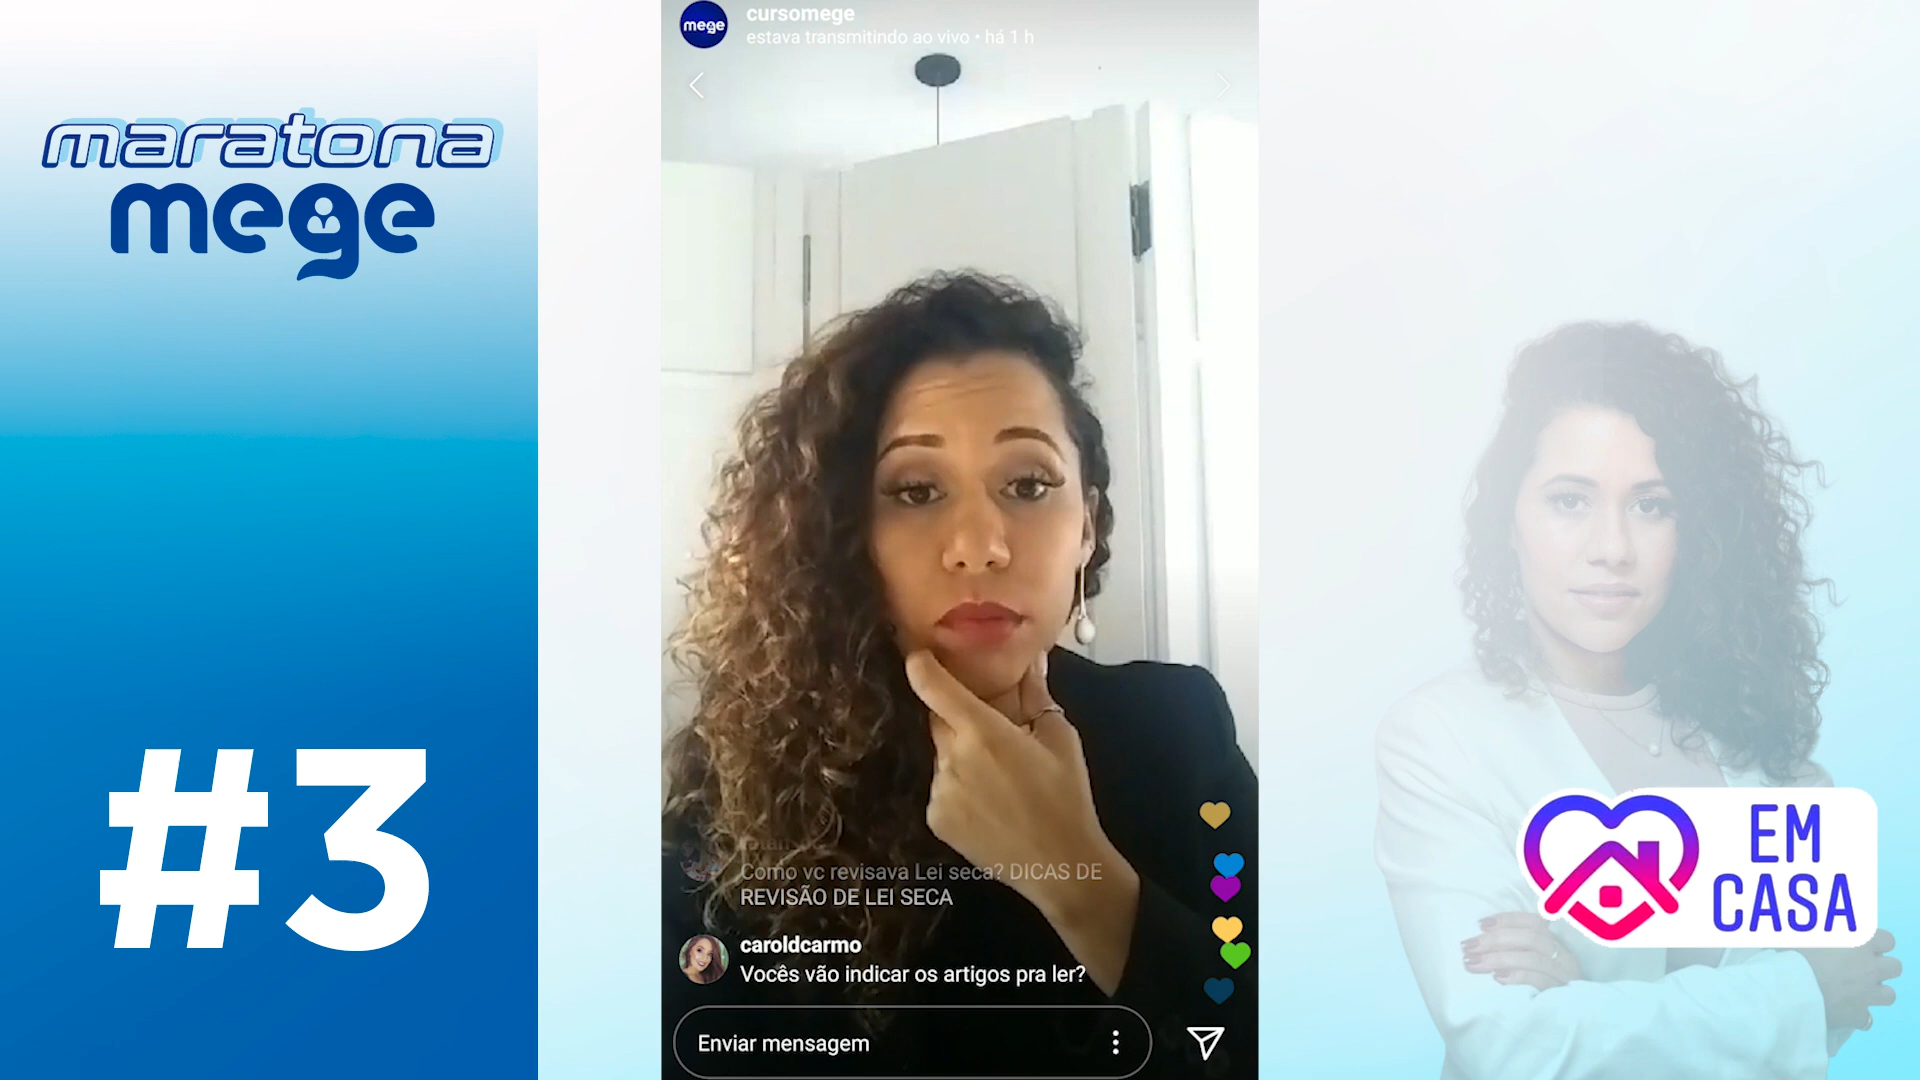 maratona
mege
#3
mege
cursomege
estava transmitindo ao vivo • há 1 h
Como vc revisava Lei seca? DICAS DE
REVISÃO DE LEI SECA
caroldcarmo
Vocês vão indicar os artigos pra ler?
Enviar mensagem
EM
CASA